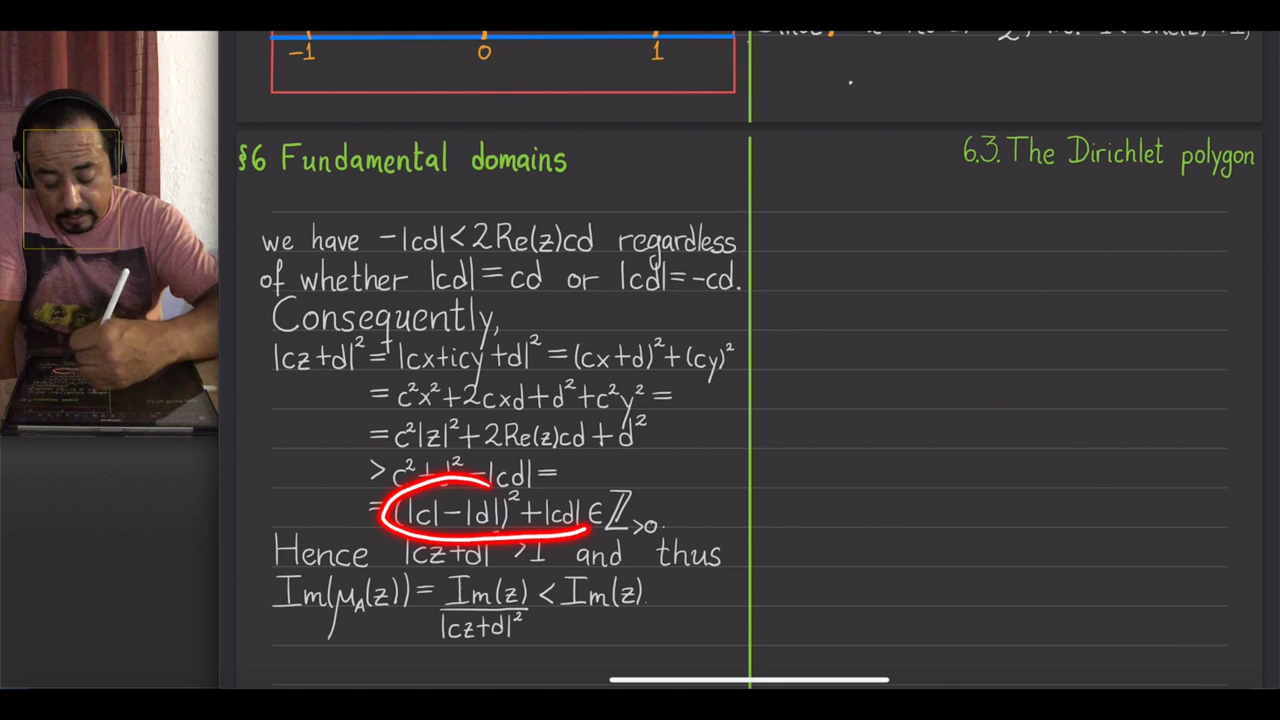 -1 0 1
§6 Fundamental domains
6.3. The Dirichlet polygon
we have -|cd| < 2Re(z)cd regardless
of whether |cd| = cd or |cd| = -cd.
Consequently,
|cz+d|² = |cx+icy+d|² = (cx+d)² + (cy)²
= c²x² + 2cxd + d² + c²y² =
= c²|z|² + 2Re(z)cd + d²
> c² + d² - |cd| =
= (|c| - |d|)² + |cd| ∈ ℤ>0.
Hence |cz+d| > 1 and thus
Im(μ_A(z)) = Im(z)/|cz+d|² < Im(z).